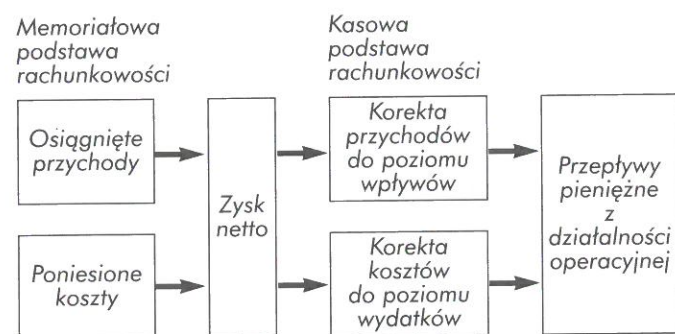 Memoriałowa
podstawa
rachunkowości
Kasowa
podstawa
rachunkowości
Osiągnięte
przychody
Poniesione
koszty
Zysk
netto
Korekta
przychodów
do poziomu
wpływów
Korekta
kosztów
do poziomu
wydatków
Przepływy
pieniężne
z
działalności
operacyjnej